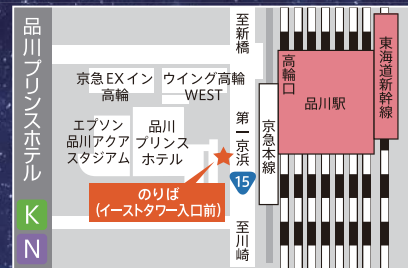 品川プリンスホテル
K
N
至新橋
京急EXイン
高輪
ウイング高輪
WEST
エプソン
品川アクア
スタジアム
品川
プリンス
ホテル
第一京浜
15
至川崎
京急本線
高輪口
品川駅
東海道新幹線
のりば
(イーストタワー入口前)